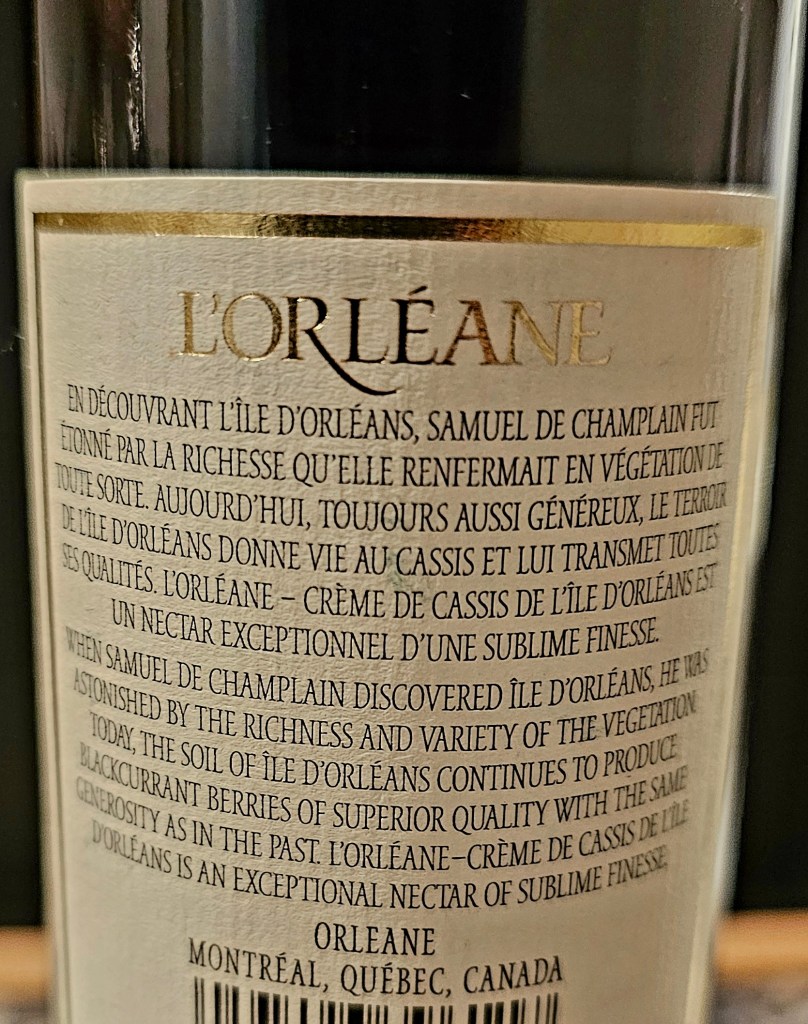 L'ORLÉANE
EN DÉCOUVRANT L'ÎLE D'ORLÉANS, SAMUEL DE CHAMPLAIN FUT
ÉTONNÉ PAR LA RICHESSE QU'ELLE RENFERMAIT EN VÉGÉTATION DE
TOUTE SORTE. AUJOURD'HUI, TOUJOURS AUSSI GÉNÉREUX, LE TERROIR
DE L'ÎLE D'ORLÉANS DONNE VIE AU CASSIS ET LUI TRANSMET TOUTES
SES QUALITÉS. L'ORLÉANE – CRÈME DE CASSIS DE L'ÎLE D'ORLÉANS EST
UN NECTAR EXCEPTIONNEL D'UNE SUBLIME FINESSE.
WHEN SAMUEL DE CHAMPLAIN DISCOVERED ÎLE D'ORLÉANS, HE WAS
ASTONISHED BY THE RICHNESS AND VARIETY OF THE VEGETATION.
TODAY, THE SOIL OF ÎLE D'ORLÉANS CONTINUES TO PRODUCE
BLACKCURRANT BERRIES OF SUPERIOR QUALITY WITH THE SAME
GENEROSITY AS IN THE PAST. L'ORLÉANE–CRÈME DE CASSIS DE L'ÎLE
D'ORLÉANS IS AN EXCEPTIONAL NECTAR OF SUBLIME FINESSE.
ORLEANE
MONTRÉAL, QUÉBEC, CANADA